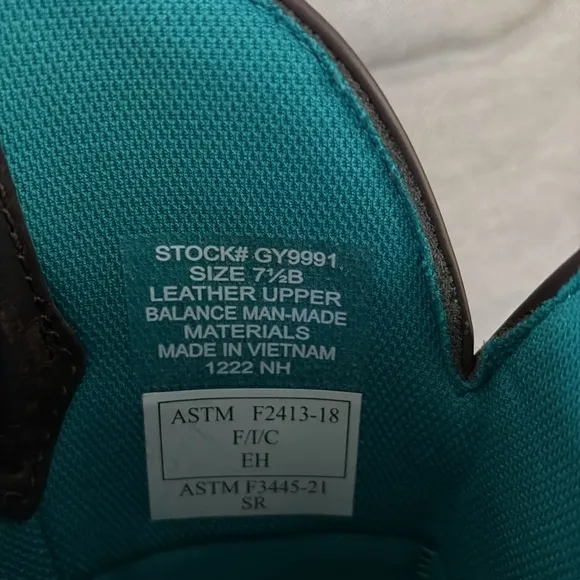 STOCK# GY9991
SIZE 7½B
LEATHER UPPER
BALANCE MAN-MADE
MATERIALS
MADE IN VIETNAM
1222 NH
ASTM F2413-18
F/I/C
EH
ASTM F3445-21
SR